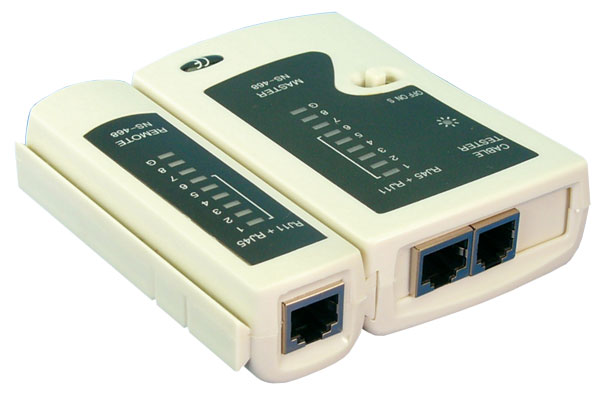 CABLE
TESTER
RJ45 + RJ11
1
2
3
4
5
6
7
8
G
OFF ON S
MASTER
NS-468
CE
RJ11 + RJ45
1
2
3
4
5
6
7
8
G
REMOTE
NS-468